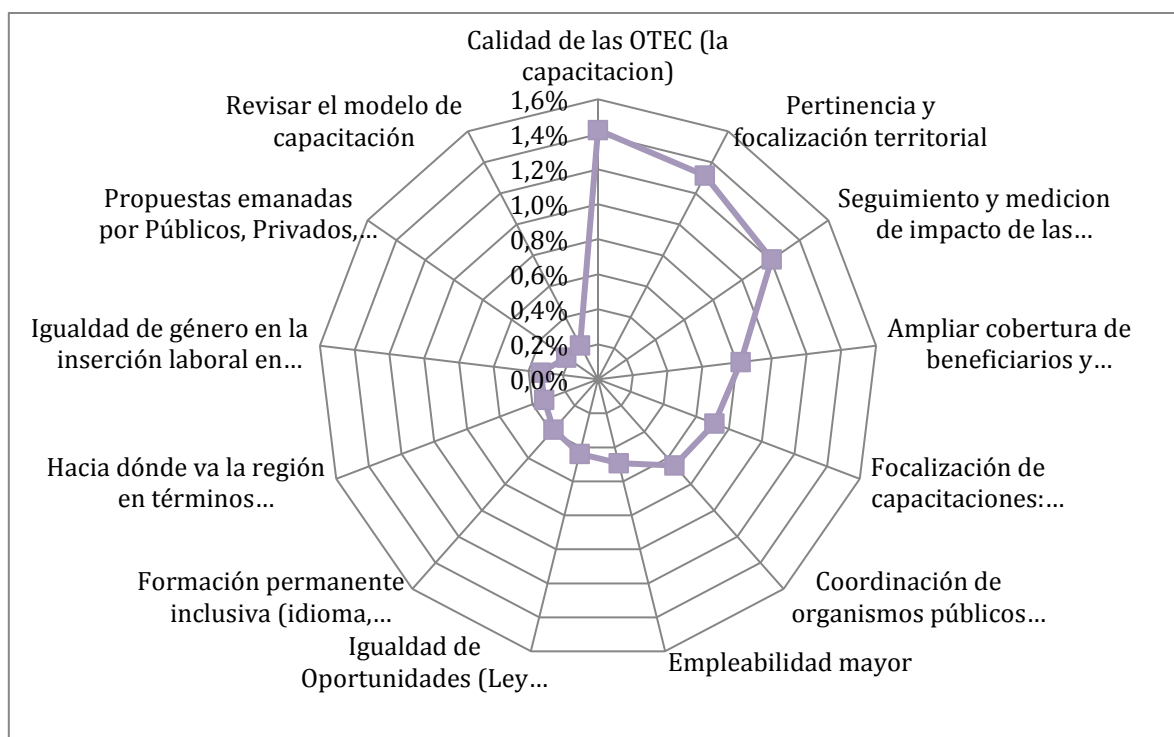 Calidad de las OTEC (la
capacitacion)
Pertinencia y
focalización territorial
Seguimiento y medicion
de impacto de las...
Ampliar cobertura de
beneficiarios y...
Focalización de
capacitaciones:...
Coordinación de
organismos públicos...
Empleabilidad mayor
Igualdad de
Oportunidades (Ley...
Formación permanente
inclusiva (idioma,...
Hacia dónde va la región
en términos...
Igualdad de género en la
inserción laboral en...
Propuestas emanadas
por Públicos, Privados,...
Revisar el modelo de
capacitación
1,6%
1,4%
1,2%
1,0%
0,8%
0,6%
0,4%
0,2%
0,0%